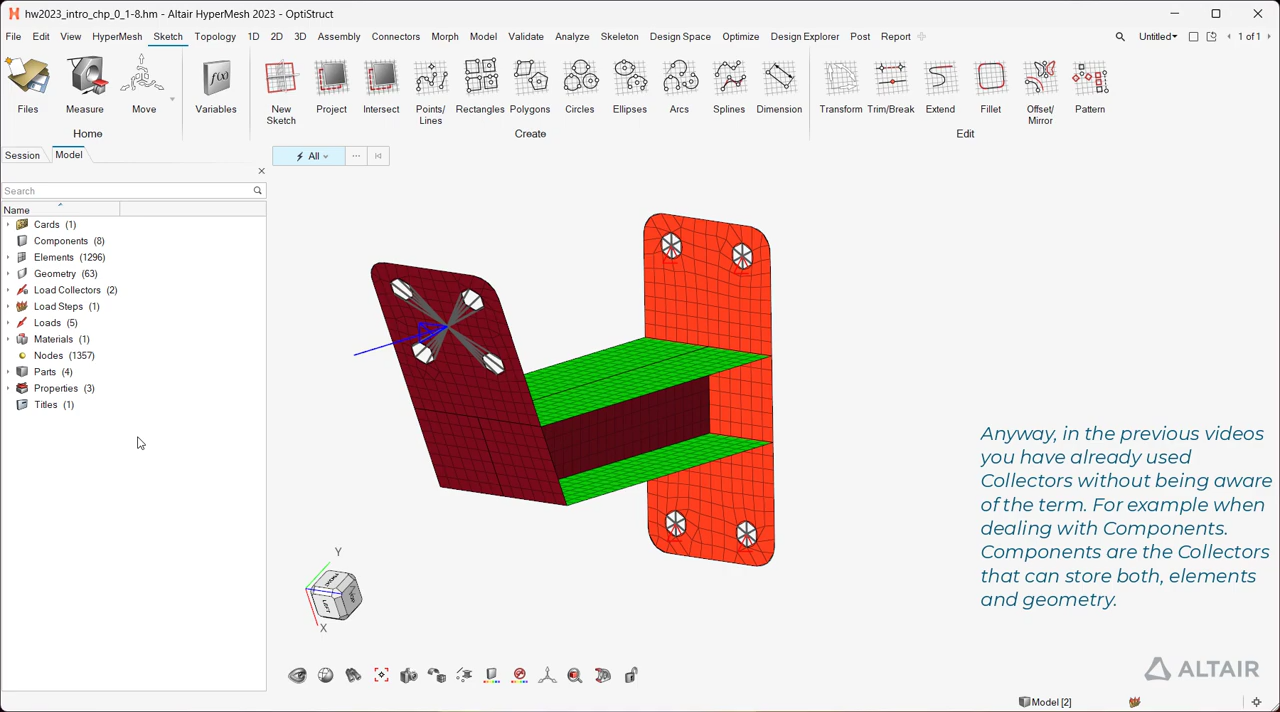 hw2023_intro_chp_0_1-8.hm - Altair HyperMesh 2023 - OptiStruct
File Edit View HyperMesh Sketch Topology 1D 2D 3D Assembly Connectors Morph Model Validate Analyze Skeleton Design Space Optimize Design Explorer Post Report Untitled 1 of 1
Files Measure Move Variables New Sketch Project Intersect Points/Lines Rectangles Polygons Circles Ellipses Arcs Splines Dimension Transform Trim/Break Extend Fillet Offset/Mirror Pattern
Home Create Edit
Session Model
All
Search
Name
Cards (1)
Components (8)
Elements (1296)
Geometry (63)
Load Collectors (2)
Load Steps (1)
Loads (5)
Materials (1)
Nodes (1357)
Parts (4)
Properties (3)
Titles (1)
Anyway, in the previous videos
you have already used
Collectors without being aware
of the term. For example when
dealing with Components.
Components are the Collectors
that can store both, elements
and geometry.
Y
LEFT
X
ALTAIR
Model [2]